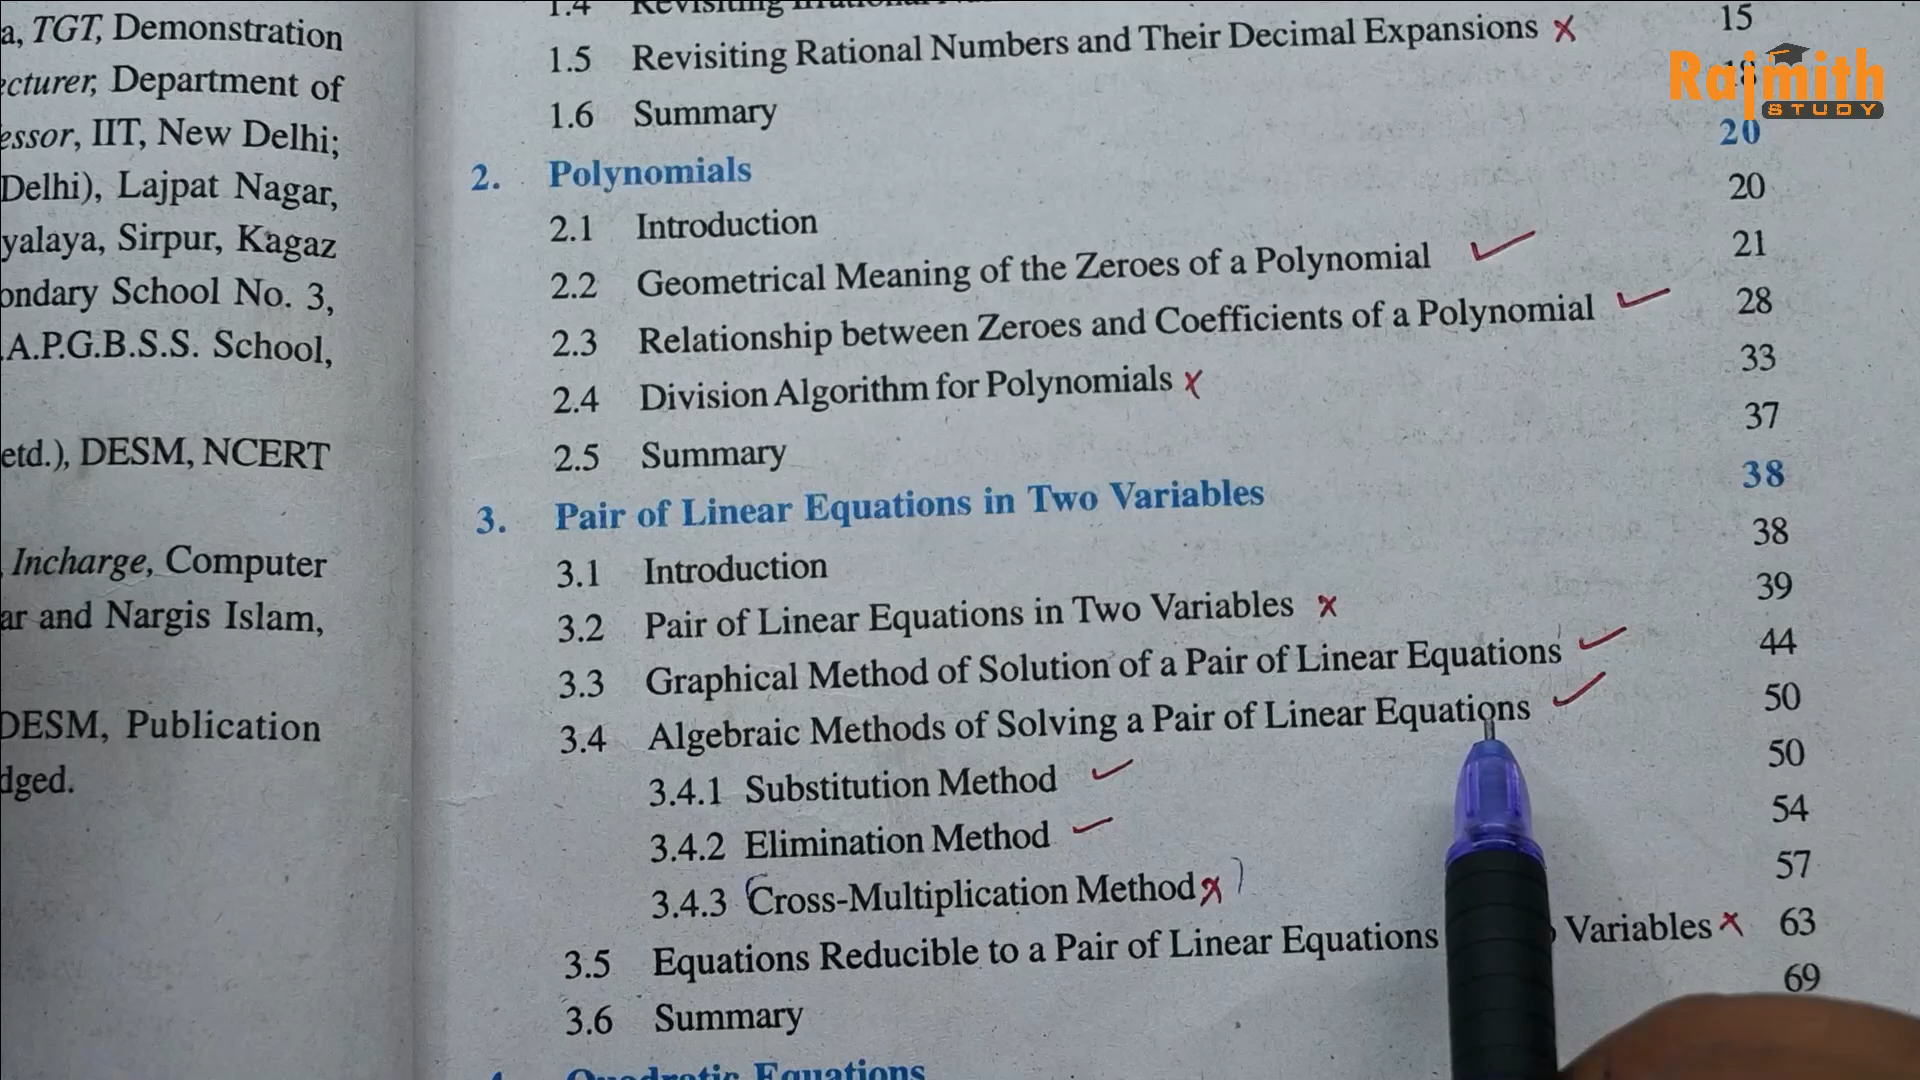 a, TGT, Demonstration
ecturer, Department of
essor, IIT, New Delhi;
Delhi), Lajpat Nagar,
yalaya, Sirpur, Kagaz
ondary School No. 3,
.A.P.G.B.S.S. School,
etd.), DESM, NCERT
Incharge, Computer
ar and Nargis Islam,
DESM, Publication
dged.
1.4 Revisiting
15
1.5 Revisiting Rational Numbers and Their Decimal Expansions x
1.6 Summary
Rajmith
STUDY
2. Polynomials 20
2.1 Introduction 20
2.2 Geometrical Meaning of the Zeroes of a Polynomial ✓ 21
2.3 Relationship between Zeroes and Coefficients of a Polynomial ✓ 28
2.4 Division Algorithm for Polynomials x 33
2.5 Summary 37
3. Pair of Linear Equations in Two Variables 38
3.1 Introduction 38
3.2 Pair of Linear Equations in Two Variables x 39
3.3 Graphical Method of Solution of a Pair of Linear Equations ✓ 44
3.4 Algebraic Methods of Solving a Pair of Linear Equations ✓ 50
3.4.1 Substitution Method ✓ 50
3.4.2 Elimination Method ✓ 54
3.4.3 (Cross-Multiplication Method x) 57
3.5 Equations Reducible to a Pair of Linear Equations Variables x 63
3.6 Summary 69
Quadratic Equations